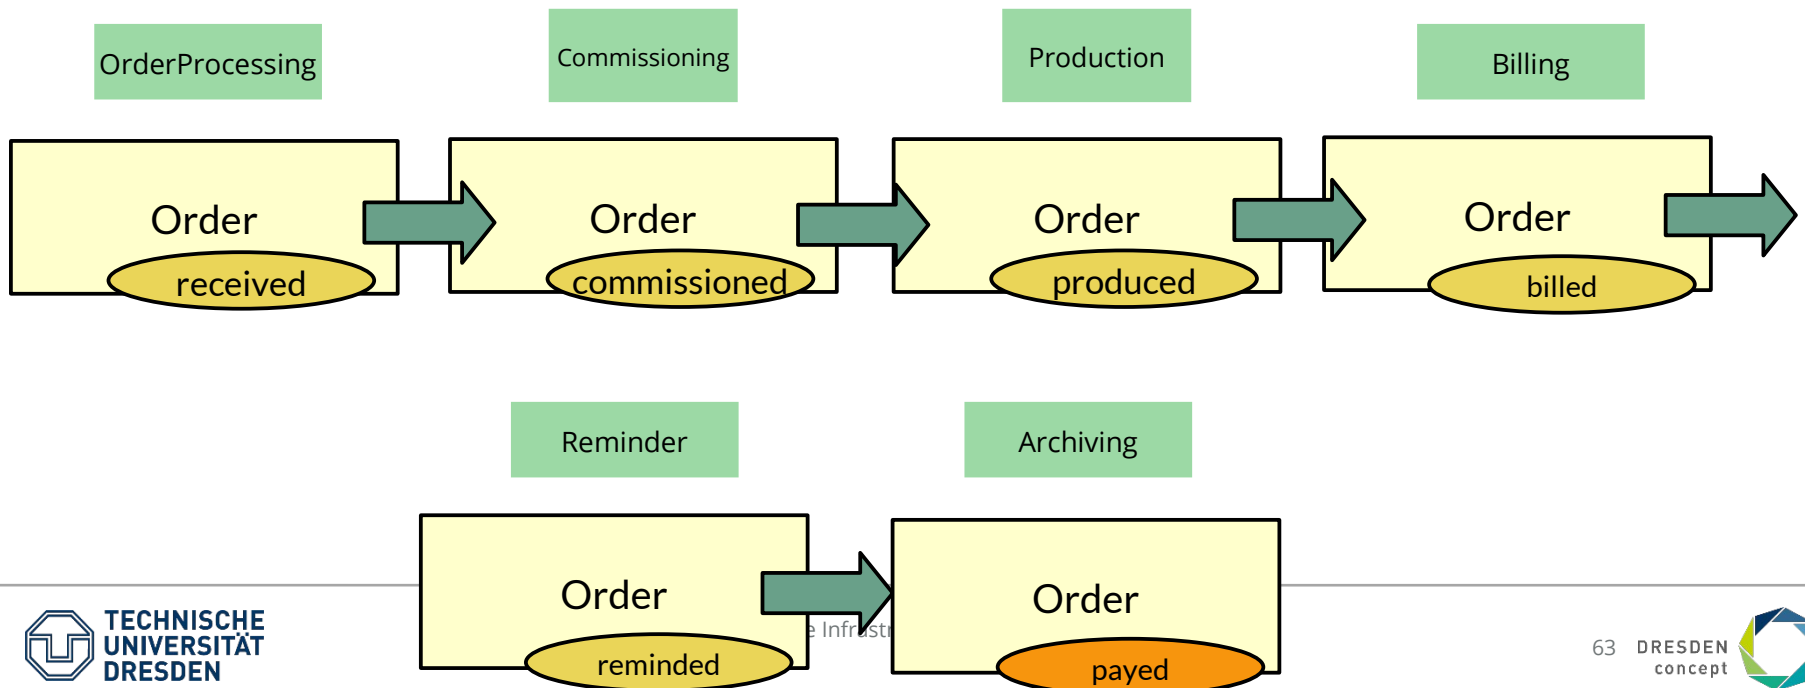 OrderProcessing
Commissioning
Production
Billing
Order
received
Order
commissioned
Order
produced
Order
billed
Reminder
Archiving
Order
reminded
Order
payed
TECHNISCHE
UNIVERSITÄT
DRESDEN
63
DRESDEN
concept